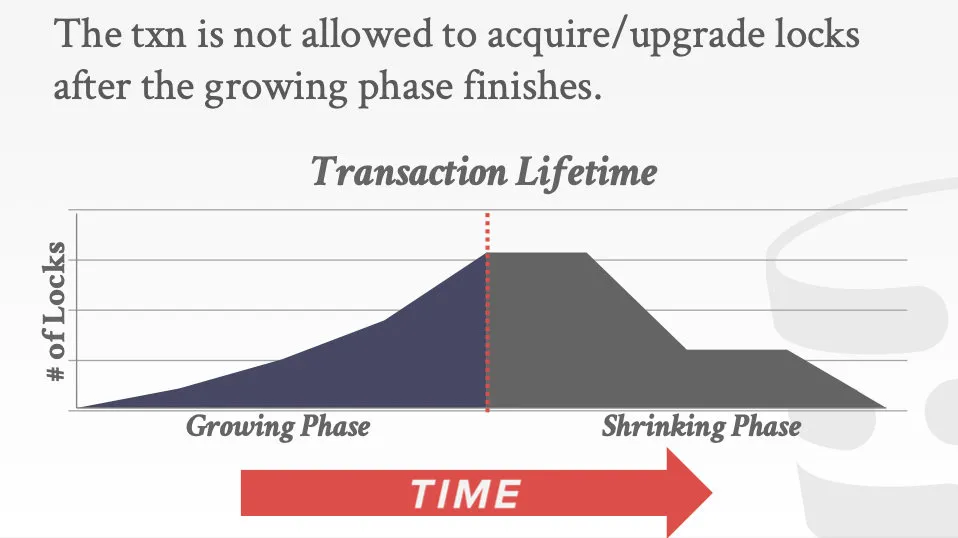 The txn is not allowed to acquire/upgrade locks
after the growing phase finishes.
Transaction Lifetime
# of Locks
Growing Phase
Shrinking Phase
TIME